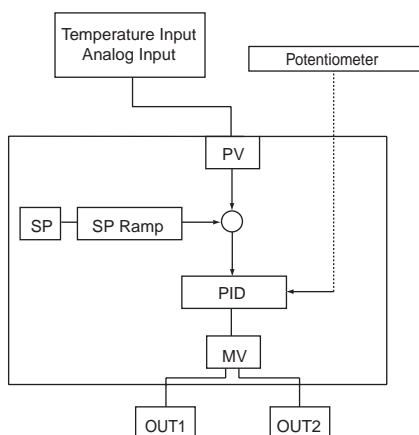 Temperature Input
Analog Input
Potentiometer
PV
SP
SP Ramp
PID
MV
OUT1
OUT2